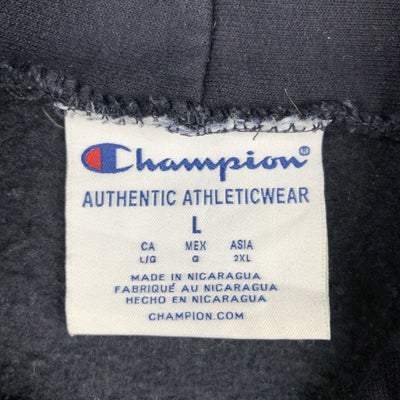 Champion
AUTHENTIC ATHLETICWEAR
L
CA MEX ASIA
L/G G 2XL
MADE IN NICARAGUA
FABRIQUÉ AU NICARAGUA
HECHO EN NICARAGUA
CHAMPION.COM